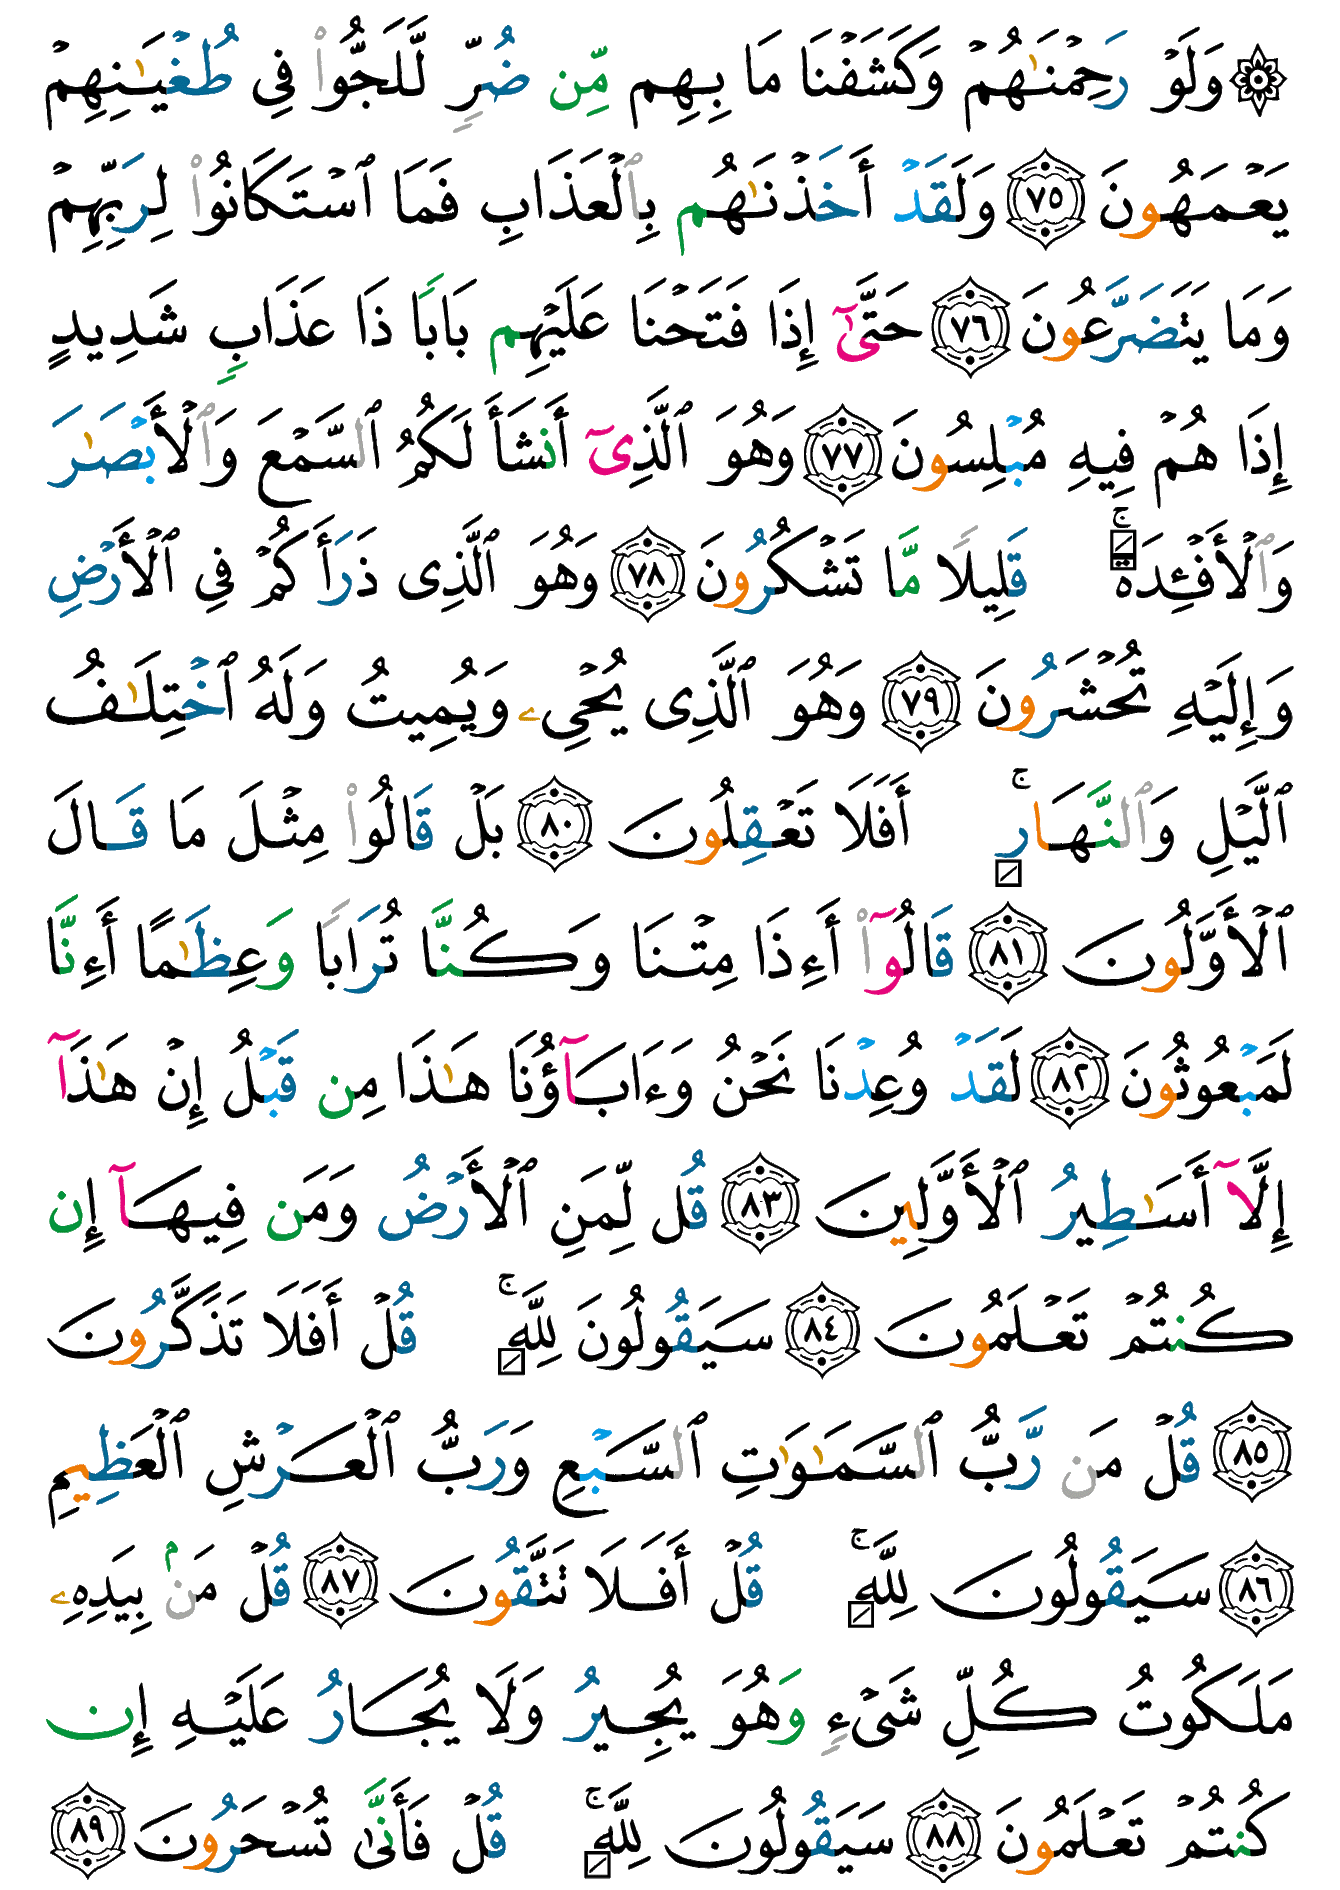 ۞ وَلَوْ رَحِمْنَٰهُمْ وَكَشَفْنَا مَا بِهِم مِّن ضُرٍّ لَّلَجُّوا۟ فِي طُغْيَٰنِهِمْ
يَعْمَهُونَ ٧٥ وَلَقَدْ أَخَذْنَٰهُم بِٱلْعَذَابِ فَمَا ٱسْتَكَانُوا۟ لِرَبِّهِمْ
وَمَا يَتَضَرَّعُونَ ٧٦ حَتَّىٰٓ إِذَا فَتَحْنَا عَلَيْهِم بَابًا ذَا عَذَابٍ شَدِيدٍ
إِذَا هُمْ فِيهِ مُبْلِسُونَ ٧٧ وَهُوَ ٱلَّذِىٓ أَنشَأَ لَكُمُ ٱلسَّمْعَ وَٱلْأَبْصَٰرَ
وَٱلْأَفْـِٔدَةَ ۚ قَلِيلًا مَّا تَشْكُرُونَ ٧٨ وَهُوَ ٱلَّذِى ذَرَأَكُمْ فِي ٱلْأَرْضِ
وَإِلَيْهِ تُحْشَرُونَ ٧٩ وَهُوَ ٱلَّذِى يُحْىِۦ وَيُمِيتُ وَلَهُ ٱخْتِلَٰفُ
ٱلَّيْلِ وَٱلنَّهَارِ ۚ أَفَلَا تَعْقِلُونَ ٨٠ بَلْ قَالُوا۟ مِثْلَ مَا قَالَ
ٱلْأَوَّلُونَ ٨١ قَالُوٓا۟ أَءِذَا مِتْنَا وَكُنَّا تُرَابًا وَعِظَٰمًا أَءِنَّا
لَمَبْعُوثُونَ ٨٢ لَقَدْ وُعِدْنَا نَحْنُ وَءَابَآؤُنَا هَٰذَا مِن قَبْلُ إِنْ هَٰذَآ
إِلَّآ أَسَٰطِيرُ ٱلْأَوَّلِينَ ٨٣ قُل لِّمَنِ ٱلْأَرْضُ وَمَن فِيهَآ إِن
كُنتُمْ تَعْلَمُونَ ٨٤ سَيَقُولُونَ لِلَّهِ ۚ قُلْ أَفَلَا تَذَكَّرُونَ
٨٥ قُلْ مَن رَّبُّ ٱلسَّمَٰوَٰتِ ٱلسَّبْعِ وَرَبُّ ٱلْعَرْشِ ٱلْعَظِيمِ
٨٦ سَيَقُولُونَ لِلَّهِ ۚ قُلْ أَفَلَا تَتَّقُونَ ٨٧ قُلْ مَنۢ بِيَدِهِۦ
مَلَكُوتُ كُلِّ شَىْءٍ وَهُوَ يُجِيرُ وَلَا يُجَارُ عَلَيْهِ إِن
كُنتُمْ تَعْلَمُونَ ٨٨ سَيَقُولُونَ لِلَّهِ ۚ قُلْ فَأَنَّىٰ تُسْحَرُونَ ٨٩